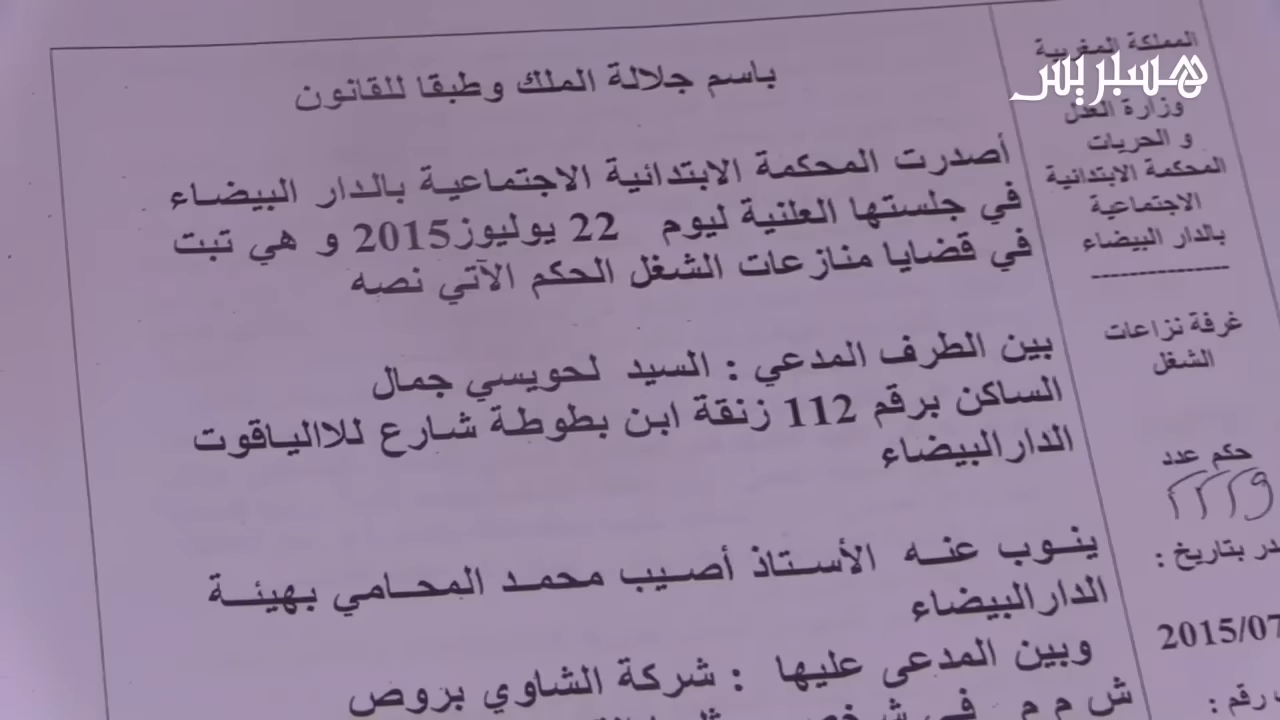 المملكة المغربية
هسبريس
وزارة العدل
و الحريات
المحكمة الابتدائية
الاجتماعية
بالدار البيضاء
----------------
غرفة نزاعات
الشغل
حكم عدد
در بتاريخ :
2015/07
رقم :
باسم جلالة الملك وطبقا للقانون
أصدرت المحكمة الابتدائية الاجتماعية بالدار البيضاء
في جلستها العلنية ليوم 22 يوليوز2015 و هي تبت
في قضايا منازعات الشغل الحكم الآتي نصه
بين الطرف المدعي : السيد لحويسي جمال
الساكن برقم 112 زنقة ابن بطوطة شارع للاالياقوت
الدارالبيضاء
ينوب عنه الأستاذ أصيب محمد المحامي بهيئة
الدارالبيضاء
وبين المدعى عليها : شركة الشاوي بروص
ش م م في